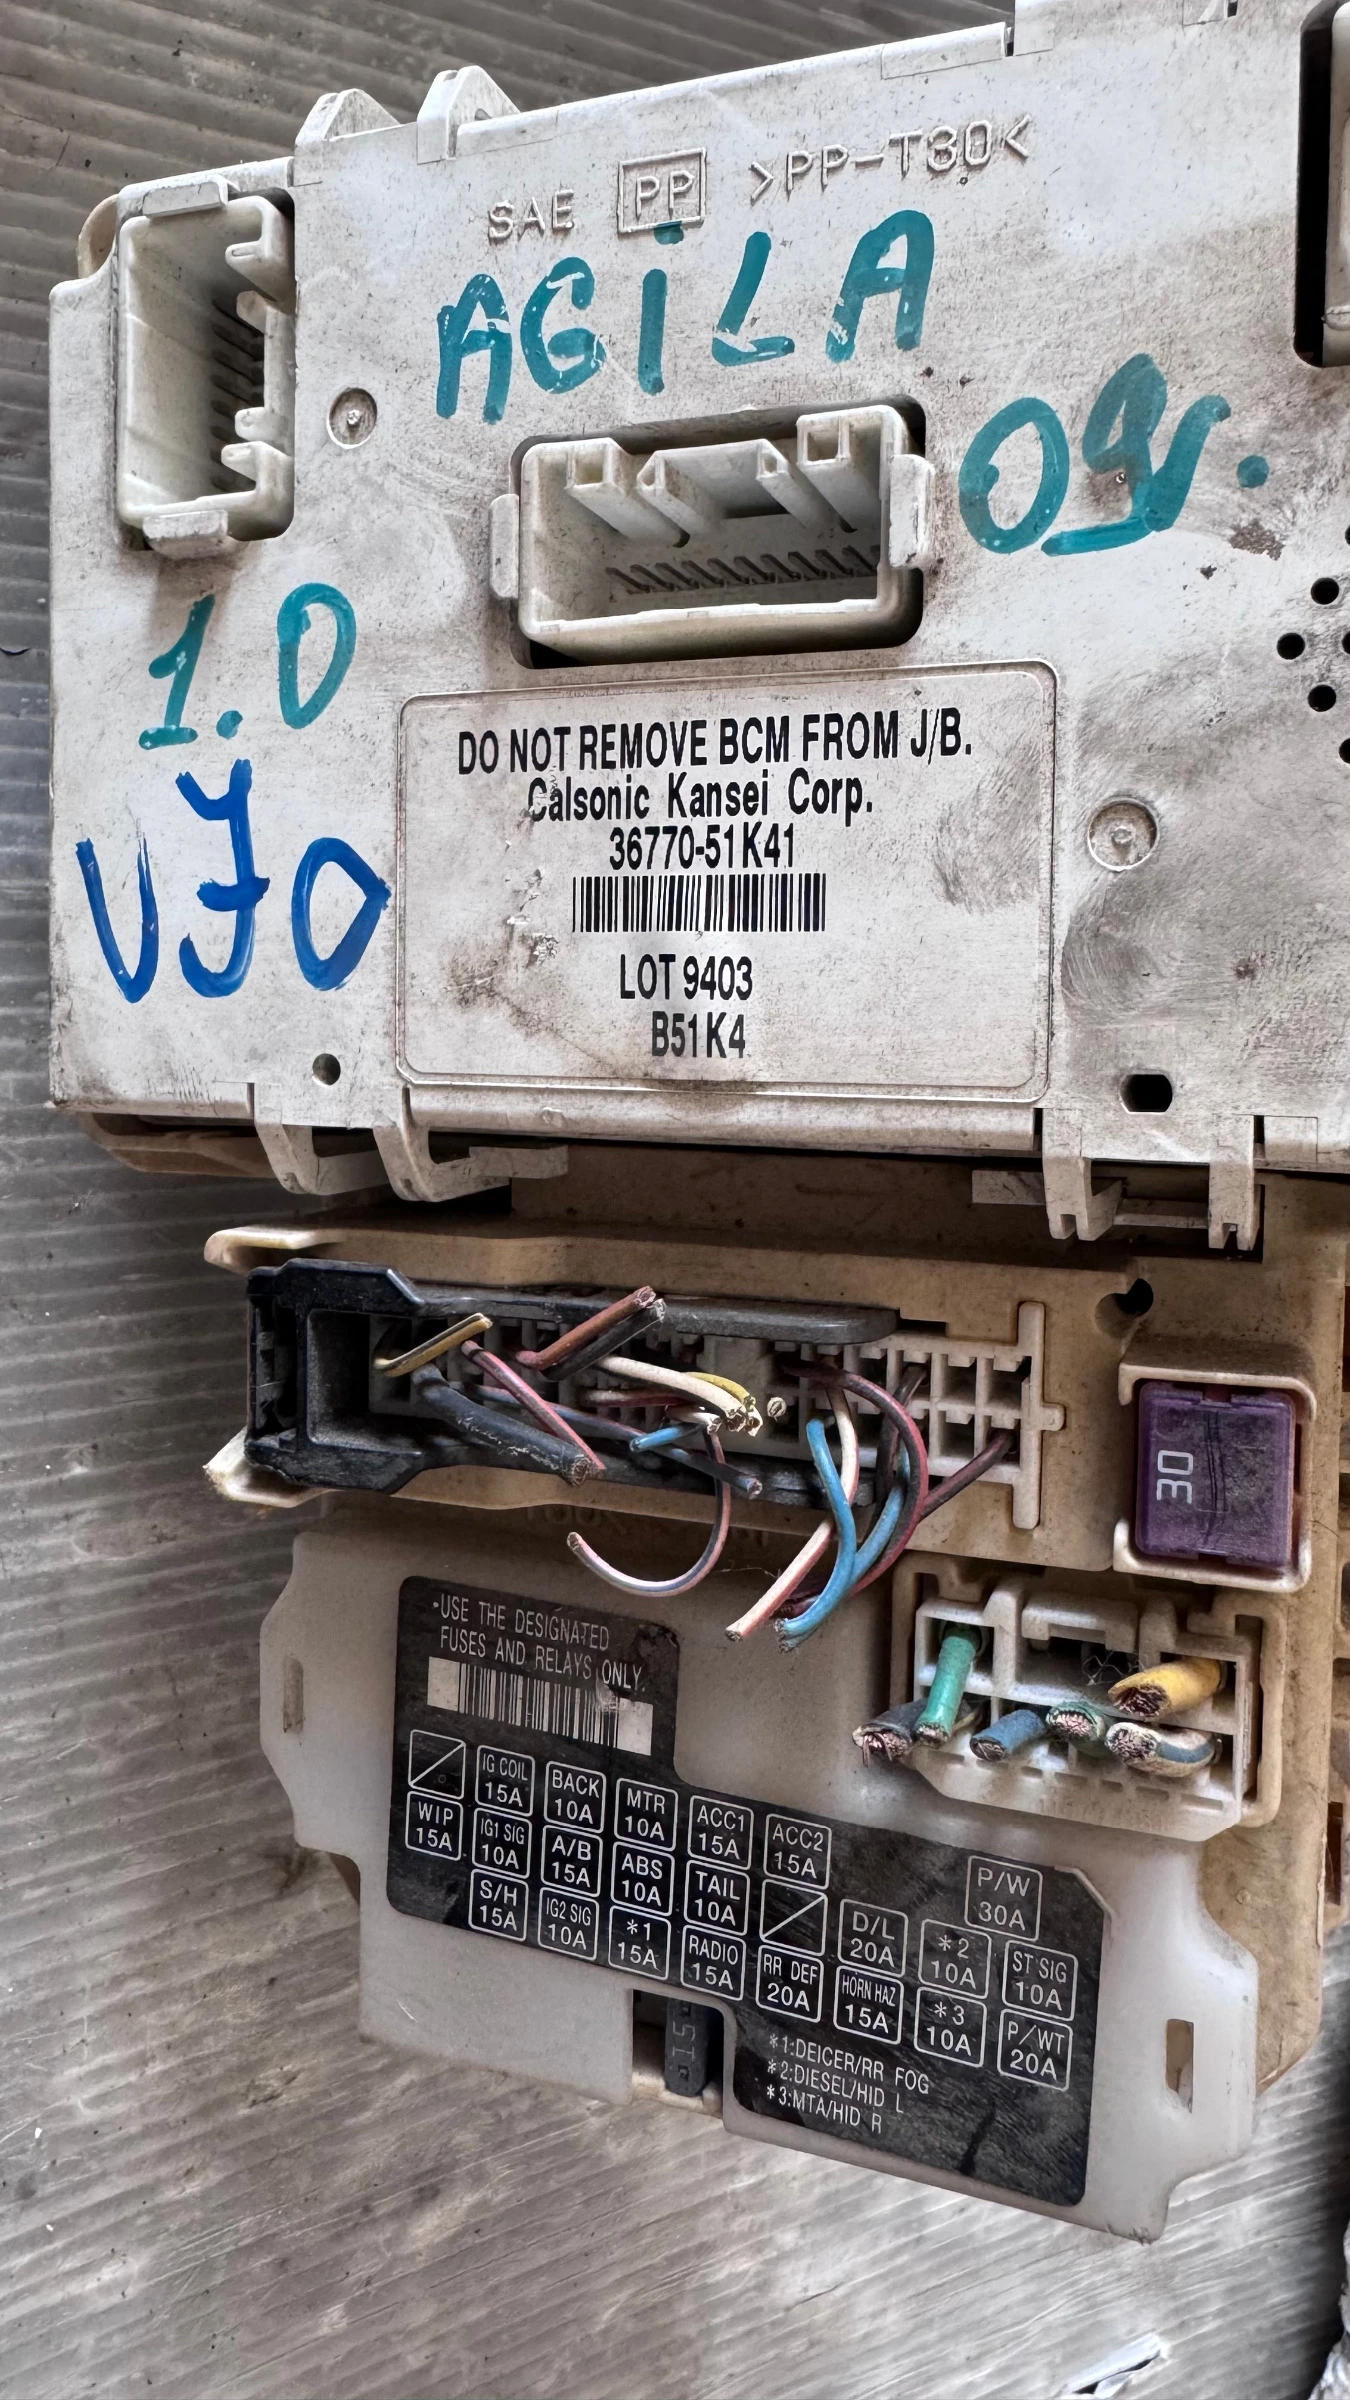 SAE PP >PP-T30<
AGiLA
09r.
1.0
DO NOT REMOVE BCM FROM J/B.
Calsonic Kansei Corp.
36770-51K41
LOT 9403
B51K4
30
•USE THE DESIGNATED
FUSES AND RELAYS ONLY.
IG COIL 15A BACK 10A MTR 10A ACC1 15A ACC2 15A P/W 30A
WIP 15A IG1 SIG 10A A/B 15A ABS 10A TAIL 10A D/L 20A *2 10A ST SIG 10A
S/H 15A IG2 SIG 10A *1 15A RADIO 15A RR DEF 20A HORN HAZ 15A *3 10A P/WT 20A
*1:DEICER/RR FOG
*2:DIESEL/HID L
*3:MTA/HID R
15